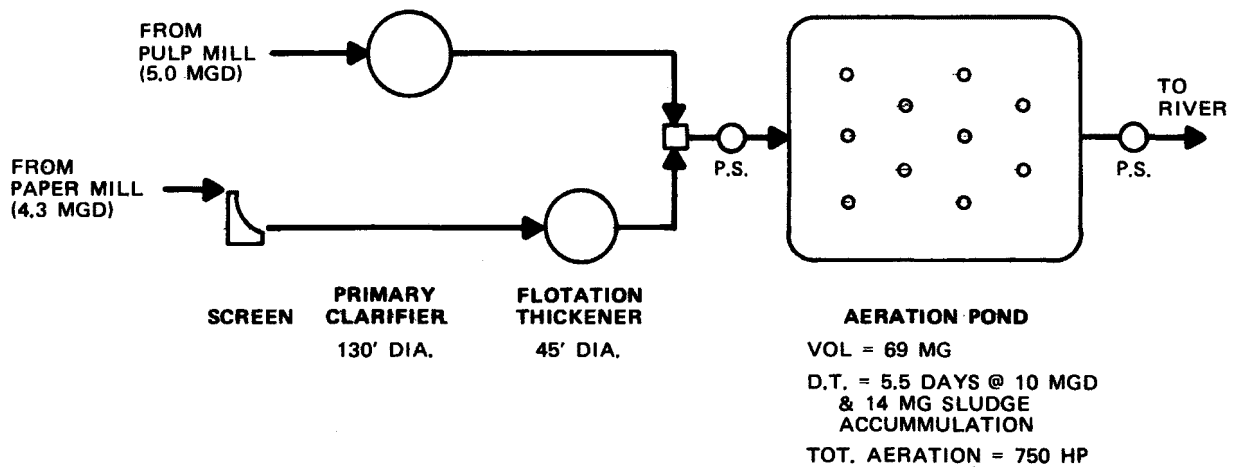 FROM
PULP MILL
(5.0 MGD)
TO
RIVER
P.S.
P.S.
FROM
PAPER MILL
(4.3 MGD)
SCREEN
PRIMARY
CLARIFIER
130' DIA.
FLOTATION
THICKENER
45' DIA.
AERATION POND
VOL = 69 MG
D.T. = 5.5 DAYS @ 10 MGD
& 14 MG SLUDGE
ACCUMMULATION
TOT. AERATION = 750 HP